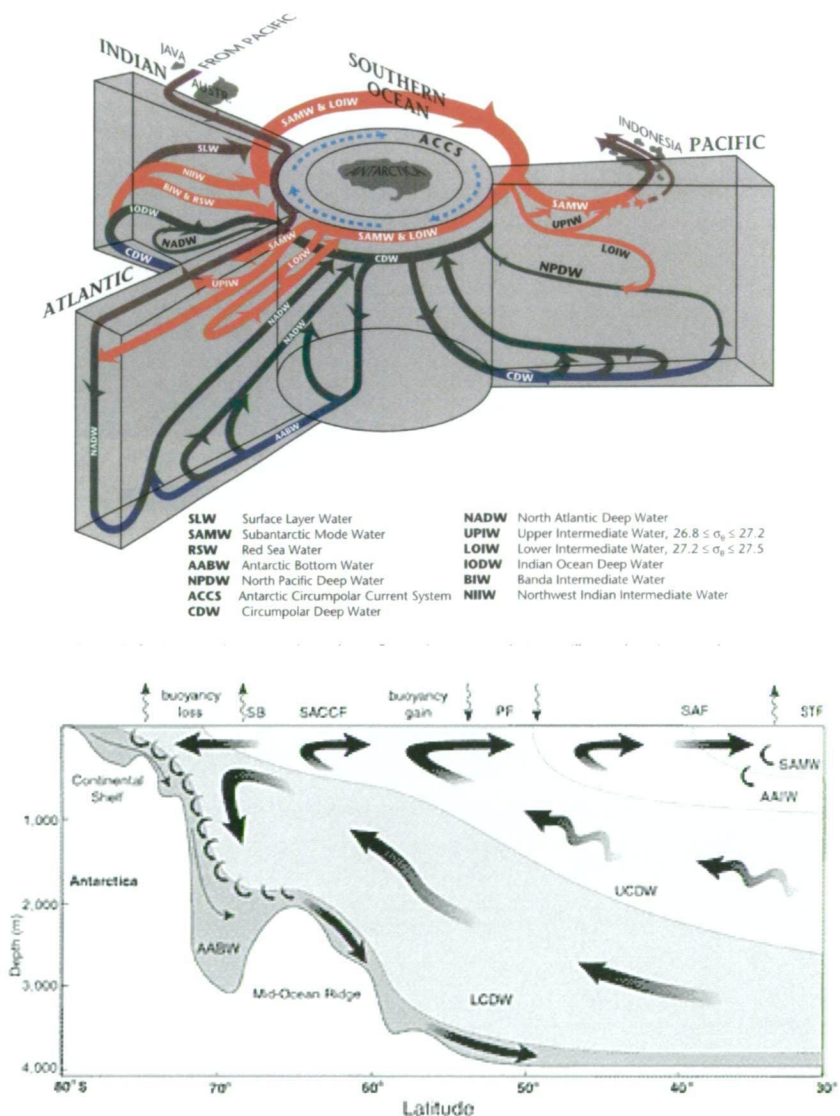 INDIAN
JAVA
FROM PACIFIC
AUSTR.
SOUTHERN
OCEAN
SAMW & LOIW
ACCS
ANTARCTICA
INDONESIA
PACIFIC
SLW
NIIW
BIW & RSW
IODW
NADW
CDW
SAMW
UPIW
LOIW
SAMW & LOIW
CDW
SAMW
UPIW
LOIW
NPDW
CDW
ATLANTIC
NADW
NADW
NADW
AABW
SLW Surface Layer Water
SAMW Subantarctic Mode Water
RSW Red Sea Water
AABW Antarctic Bottom Water
NPDW North Pacific Deep Water
ACCS Antarctic Circumpolar Current System
CDW Circumpolar Deep Water
NADW North Atlantic Deep Water
UPIW Upper Intermediate Water, 26.8 ≤ σθ ≤ 27.2
LOIW Lower Intermediate Water, 27.2 ≤ σθ ≤ 27.5
IODW Indian Ocean Deep Water
BIW Banda Intermediate Water
NIIW Northwest Indian Intermediate Water
buoyancy
loss
SB
SACCF
buoyancy
gain
PF
SAF
STF
Continental
Shelf
SAMW
AAIW
1,000
Antarctica
UCDW
2,000
AABW
Depth (m)
3,000
Mid-Ocean Ridge
LCDW
4,000
80° S
70°
60°
50°
40°
30°
Latitude